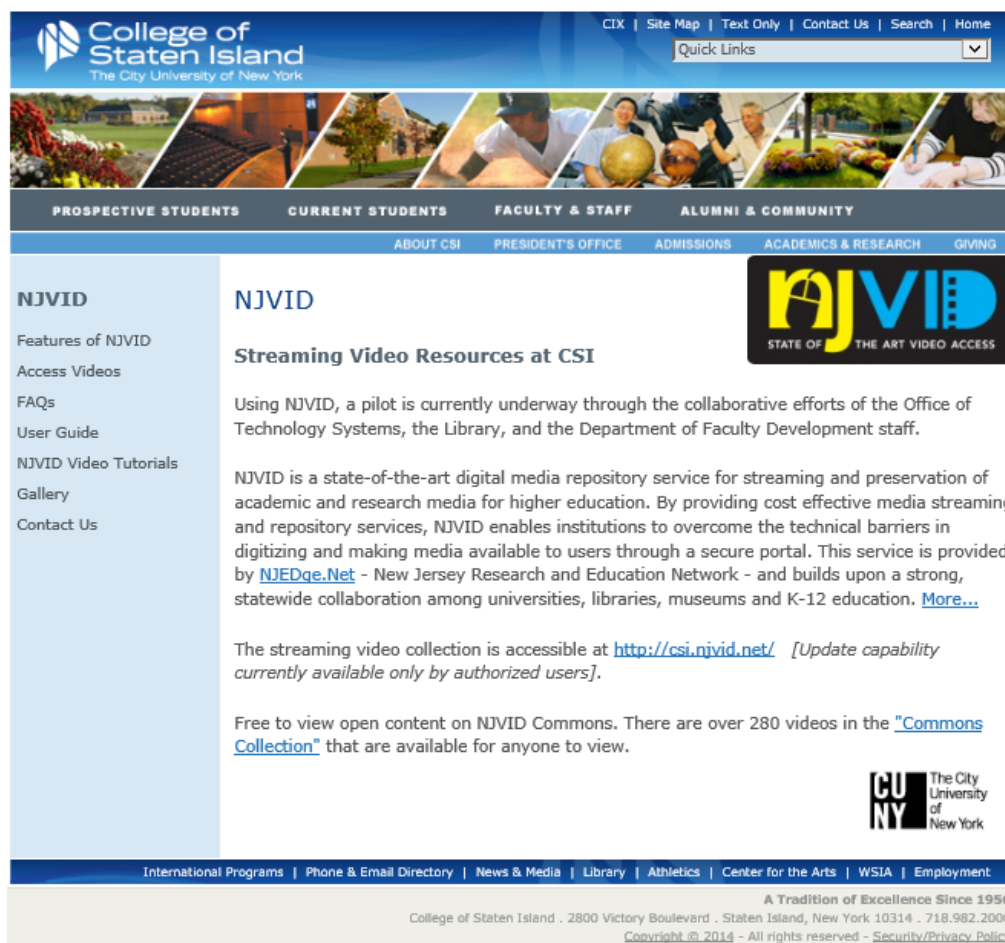 College of
Staten Island
The City University of New York
CIX | Site Map | Text Only | Contact Us | Search | Home
Quick Links
PROSPECTIVE STUDENTS CURRENT STUDENTS FACULTY & STAFF ALUMNI & COMMUNITY
ABOUT CSI PRESIDENT'S OFFICE ADMISSIONS ACADEMICS & RESEARCH GIVING
NJVID
Features of NJVID
Access Videos
FAQs
User Guide
NJVID Video Tutorials
Gallery
Contact Us
NJVID
njVID
STATE OF THE ART VIDEO ACCESS
Streaming Video Resources at CSI
Using NJVID, a pilot is currently underway through the collaborative efforts of the Office of
Technology Systems, the Library, and the Department of Faculty Development staff.
NJVID is a state-of-the-art digital media repository service for streaming and preservation of
academic and research media for higher education. By providing cost effective media streaming
and repository services, NJVID enables institutions to overcome the technical barriers in
digitizing and making media available to users through a secure portal. This service is provided
by NJEDge.Net - New Jersey Research and Education Network - and builds upon a strong,
statewide collaboration among universities, libraries, museums and K-12 education. More...
The streaming video collection is accessible at http://csi.njvid.net/ [Update capability
currently available only by authorized users].
Free to view open content on NJVID Commons. There are over 280 videos in the "Commons
Collection" that are available for anyone to view.
CU
NY
The City
University
of
New York
International Programs | Phone & Email Directory | News & Media | Library | Athletics | Center for the Arts | WSIA | Employment
A Tradition of Excellence Since 1956
College of Staten Island . 2800 Victory Boulevard . Staten Island, New York 10314 . 718.982.2000
Copyright © 2014 - All rights reserved - Security/Privacy Policy